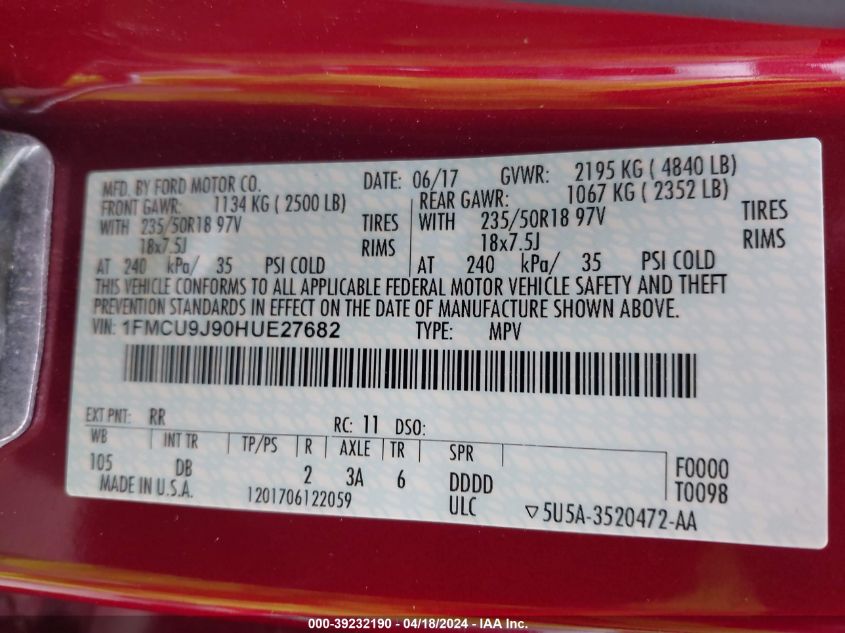 MFD. BY FORD MOTOR CO. DATE: 06/17 GVWR: 2195 KG ( 4840 LB)
FRONT GAWR: 1134 KG ( 2500 LB) REAR GAWR: 1067 KG ( 2352 LB)
WITH 235/50R18 97V TIRES WITH 235/50R18 97V TIRES
18x7.5J RIMS 18x7.5J RIMS
AT 240 kPa/ 35 PSI COLD AT 240 kPa/ 35 PSI COLD
THIS VEHICLE CONFORMS TO ALL APPLICABLE FEDERAL MOTOR VEHICLE SAFETY AND THEFT
PREVENTION STANDARDS IN EFFECT ON THE DATE OF MANUFACTURE SHOWN ABOVE.
VIN: 1FMCU9J90HUE27682 TYPE: MPV
EXT PNT: RR RC: 11 DSO:
WB INT TR TP/PS R AXLE TR SPR
105 DB 2 3A 6 DDDD F0000
MADE IN U.S.A. 1201706122059 ULC T0098
▽5U5A-3520472-AA
000-39232190 - 04/18/2024 - IAA Inc.